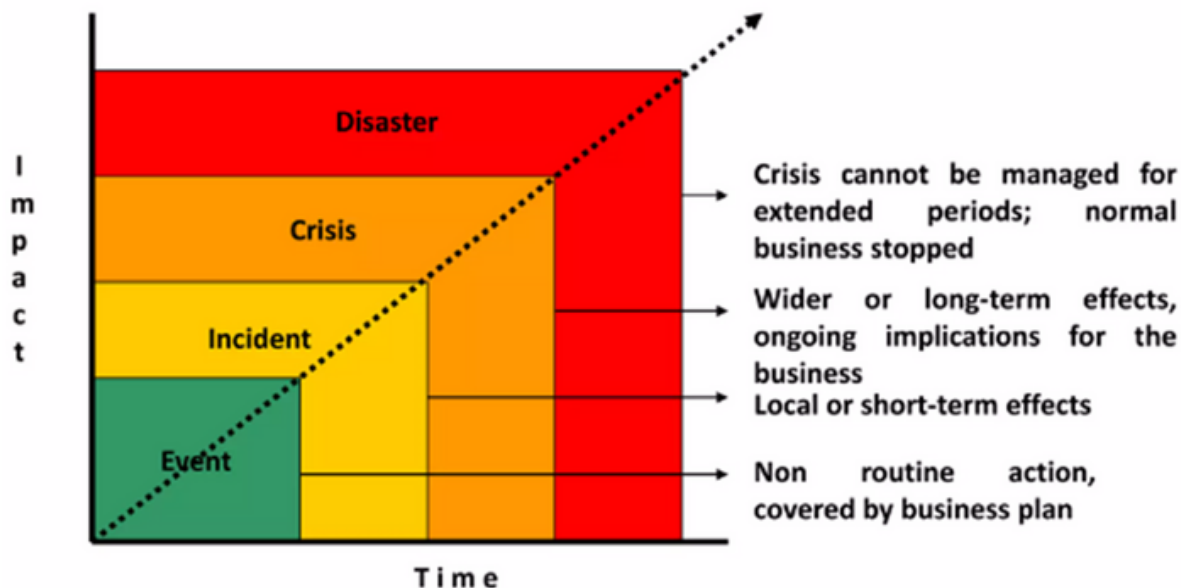 Impact
Disaster
Crisis
Incident
Event
Crisis cannot be managed for
extended periods; normal
business stopped
Wider or long-term effects,
ongoing implications for the
business
Local or short-term effects
Non routine action,
covered by business plan
Time